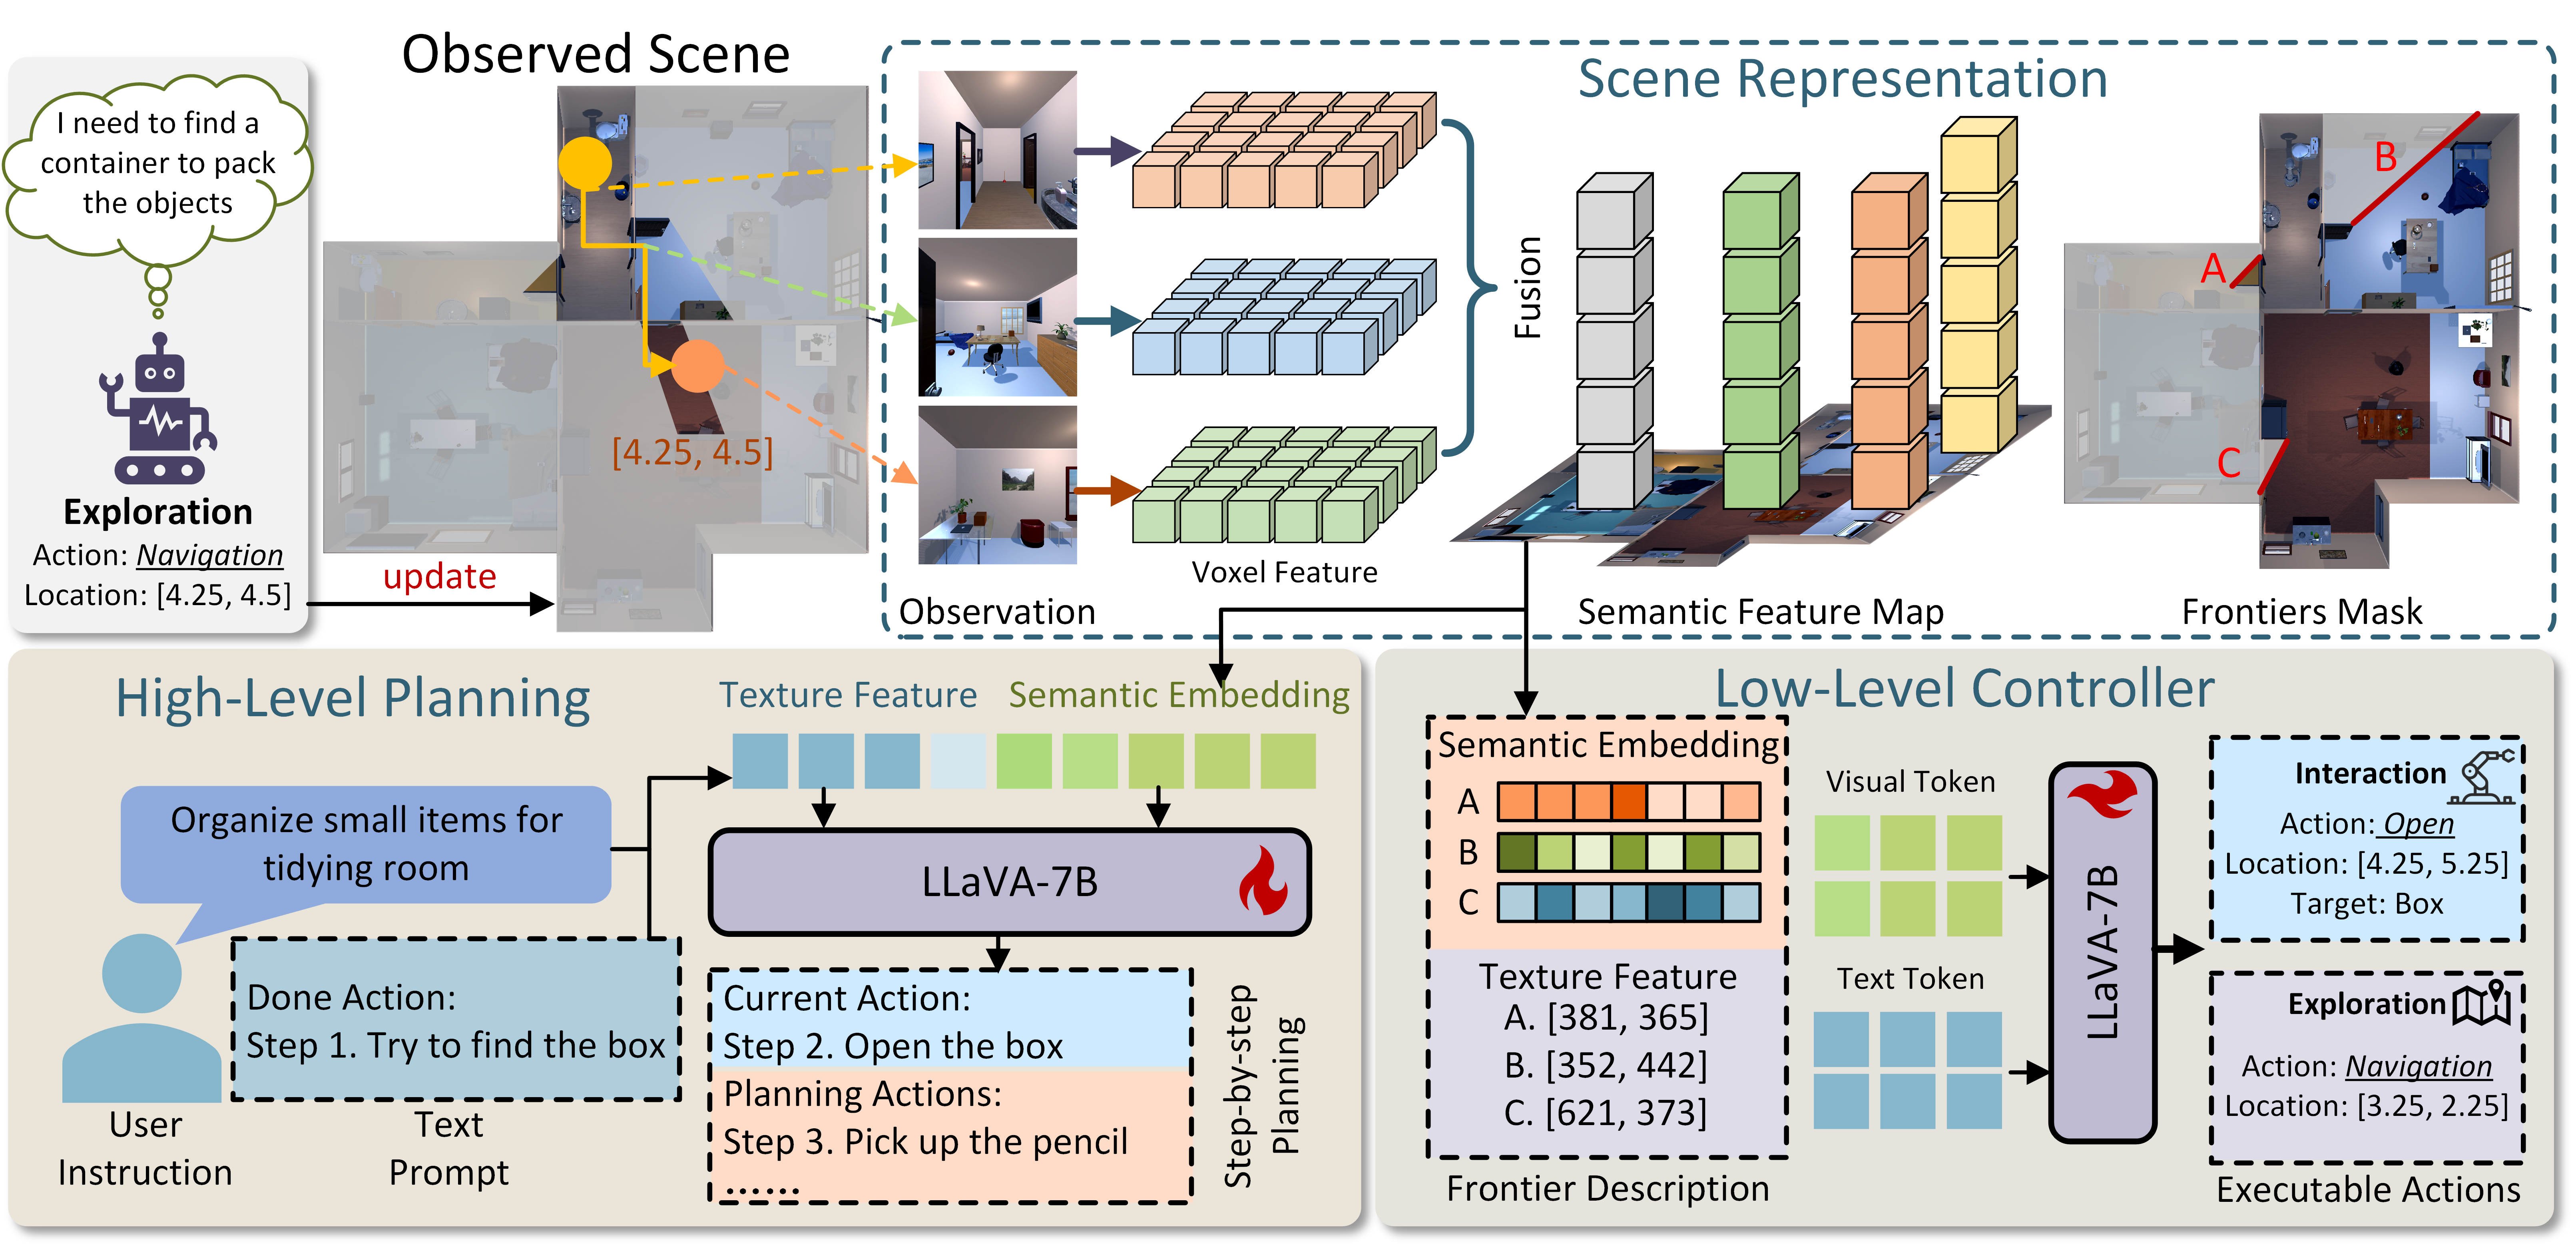 Observed Scene
I need to find a
container to pack
the objects
Exploration
Action: Navigation
Location: [4.25, 4.5]
update
[4.25, 4.5]
Scene Representation
Observation
Voxel Feature
Fusion
Semantic Feature Map
A
B
C
Frontiers Mask
High-Level Planning
Organize small items for
tidying room
User
Instruction
Done Action:
Step 1. Try to find the box
Text
Prompt
Texture Feature
Semantic Embedding
LLaVA-7B
Current Action:
Step 2. Open the box
Planning Actions:
Step 3. Pick up the pencil
......
Step-by-step
Planning
Low-Level Controller
Semantic Embedding
A
B
C
Texture Feature
A. [381, 365]
B. [352, 442]
C. [621, 373]
Frontier Description
Visual Token
Text Token
LLaVA-7B
Interaction
Action: Open
Location: [4.25, 5.25]
Target: Box
Exploration
Action: Navigation
Location: [3.25, 2.25]
Executable Actions